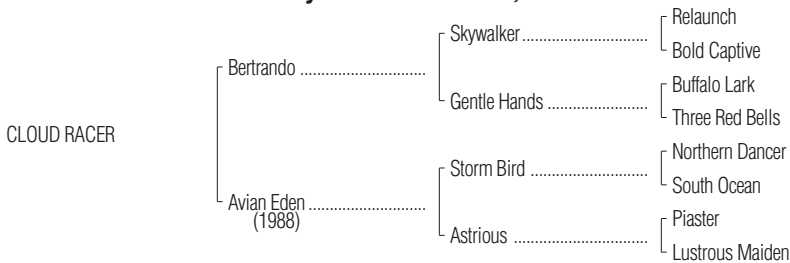 Relaunch
Skywalker ................................
Bold Captive
Bertrando ................................
Buffalo Lark
Gentle Hands .........................
Three Red Bells
CLOUD RACER
Northern Dancer
Storm Bird ..............................
South Ocean
Avian Eden ..............................
(1988)
Piaster
Astrious ..................................
Lustrous Maiden